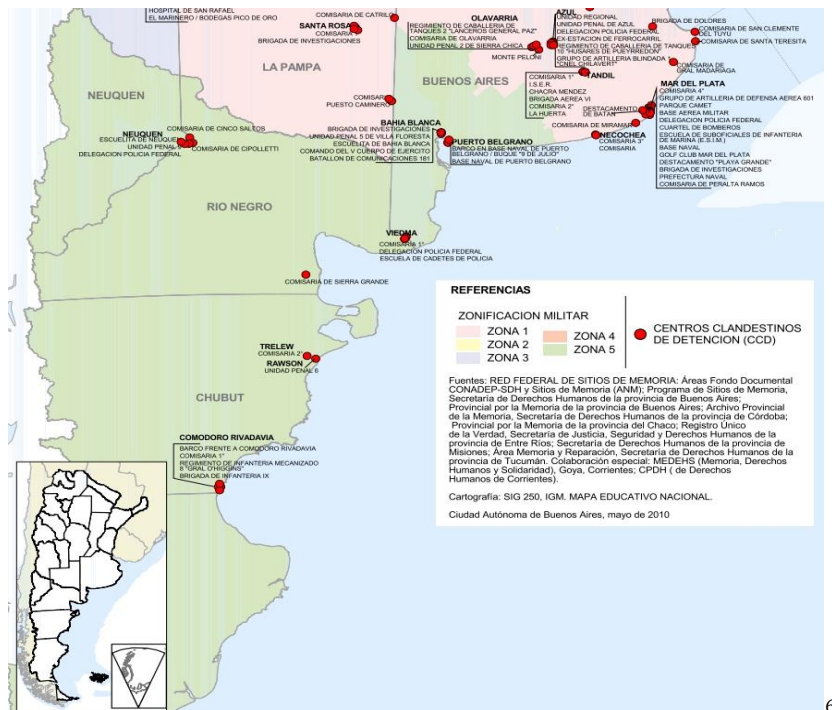 HOSPITAL DE SAN RAFAEL
EL MARINERO / BODEGAS PICO DE ORO
COMISARIA DE CATRILO
SANTA ROSA
COMISARIA
BRIGADA DE INVESTIGACIONES
LA PAMPA
COMISARIA
PUESTO CAMINERO
OLAVARRIA
REGIMIENTO DE CABALLERIA DE
TANQUES 2 "LANCEROS GENERAL PAZ"
COMISARIA DE OLAVARRIA
UNIDAD PENAL 2 DE SIERRA CHICA
MONTE PELONI
BUENOS AIRES
AZUL
UNIDAD REGIONAL
UNIDAD PENAL DE AZUL
DELEGACION POLICIA FEDERAL
EX-ESTACION DE FERROCARRIL
REGIMIENTO DE CABALLERIA DE TANQUES
10 "HUSARES DE PUEYRREDON"
GRUPO DE ARTILLERIA BLINDADA 1
"CNEL CHILAVERT"
BRIGADA DE DOLORES
COMISARIA DE SAN CLEMENTE
DEL TUYU
COMISARIA DE SANTA TERESITA
COMISARIA DE
GRAL MADARIAGA
TANDIL
COMISARIA 1°
I.S.E.R.
CHACRA MENDEZ
BRIGADA AEREA VI
COMISARIA 2°
LA HUERTA
DESTACAMENTO
DE BATAN
COMISARIA DE MIRAMAR
NECOCHEA
COMISARIA 3°
COMISARIA
MAR DEL PLATA
COMISARIA 4°
GRUPO DE ARTILLERIA DE DEFENSA AEREA 601
PARQUE CAMET
BASE AEREA MILITAR
DELEGACION POLICIA FEDERAL
CUARTEL DE BOMBEROS
ESCUELA DE SUBOFICIALES DE INFANTERIA
DE MARINA (E.S.I.M.)
BASE NAVAL
GOLF CLUB MAR DEL PLATA
DESTACAMENTO "PLAYA GRANDE"
BRIGADA DE INVESTIGACIONES
PREFECTURA NAVAL
COMISARIA DE PERALTA RAMOS
BAHIA BLANCA
BRIGADA DE INVESTIGACIONES
UNIDAD PENAL 5 DE VILLA FLORESTA
ESCUELITA DE BAHIA BLANCA
COMANDO DEL V CUERPO DE EJERCITO
BATALLON DE COMUNICACIONES 181
PUERTO BELGRANO
BARCO EN BASE NAVAL DE PUERTO
BELGRANO / BUQUE "9 DE JULIO"
BASE NAVAL DE PUERTO BELGRANO
NEUQUEN
COMISARIA DE CINCO SALTOS
NEUQUEN
ESCUELITA DE NEUQUEN
UNIDAD PENAL 9
DELEGACION POLICIA FEDERAL
COMISARIA DE CIPOLLETTI
RIO NEGRO
VIEDMA
COMISARIA 1°
DELEGACION POLICIA FEDERAL
ESCUELA DE CADETES DE POLICIA
COMISARIA DE SIERRA GRANDE
TRELEW
COMISARIA 2°
RAWSON
UNIDAD PENAL 6
CHUBUT
COMODORO RIVADAVIA
BARCO FRENTE A COMODORO RIVADAVIA
COMISARIA 1°
REGIMIENTO DE INFANTERIA MECANIZADO
8 "GRAL O'HIGGINS"
BRIGADA DE INFANTERIA IX
REFERENCIAS
ZONIFICACION MILITAR
ZONA 1
ZONA 2
ZONA 3
ZONA 4
ZONA 5
CENTROS CLANDESTINOS
DE DETENCION (CCD)
Fuentes: RED FEDERAL DE SITIOS DE MEMORIA: Áreas Fondo Documental
CONADEP-SDH y Sitios de Memoria (ANM); Programa de Sitios de Memoria,
Secretaría de Derechos Humanos de la provincia de Buenos Aires;
Provincial por la Memoria de la provincia de Buenos Aires; Archivo Provincial
de la Memoria, Secretaría de Derechos Humanos de la provincia de Córdoba;
Provincial por la Memoria de la provincia del Chaco; Registro Único
de la Verdad, Secretaría de Justicia, Seguridad y Derechos Humanos de la
provincia de Entre Ríos; Secretaría de Derechos Humanos de la provincia de
Misiones; Área Memoria y Reparación, Secretaría de Derechos Humanos de la
provincia de Tucumán. Colaboración especial: MEDEHS (Memoria, Derechos
Humanos y Solidaridad), Goya, Corrientes; CPDH ( de Derechos
Humanos de Corrientes).
Cartografía: SIG 250, IGM. MAPA EDUCATIVO NACIONAL.
Ciudad Autónoma de Buenos Aires, mayo de 2010
6